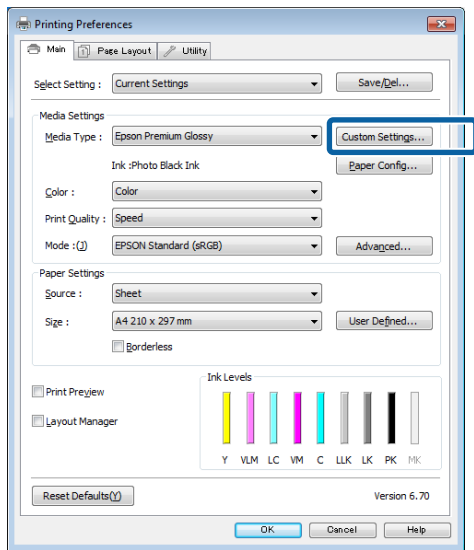 Printing Preferences
Main Page Layout Utility
Select Setting : Current Settings Save/Del...
Media Settings
Media Type : Epson Premium Glossy Custom Settings...
Ink :Photo Black Ink Paper Config...
Color : Color
Print Quality : Speed
Mode :(J) EPSON Standard (sRGB) Advanced...
Paper Settings
Source : Sheet
Size : A4 210 x 297 mm User Defined...
Borderless
Ink Levels
Print Preview
Layout Manager
Y VLM LC VM C LLK LK PK MK
Reset Defaults(Y) Version 6.70
OK Cancel Help